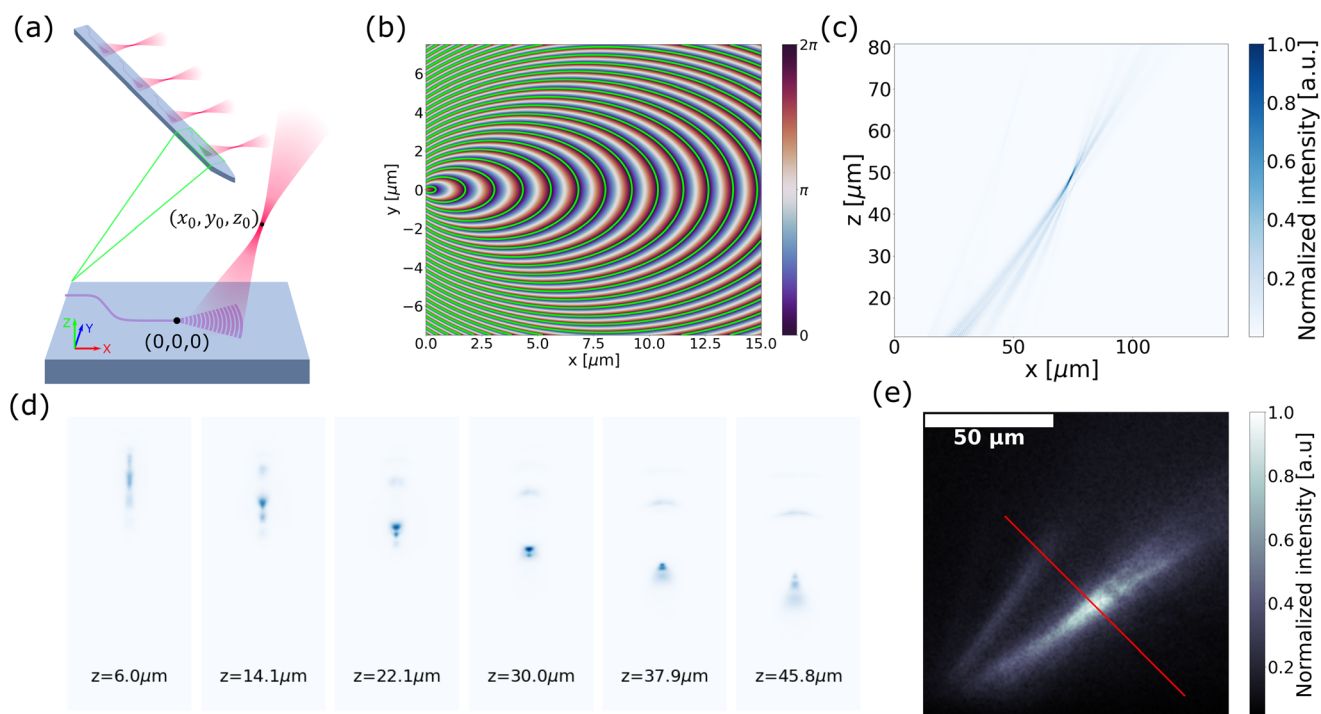 (a)
(x₀, y₀, z₀)
Z
Y
X
(0,0,0)
(b)
y [μm]
6
4
2
0
−2
−4
−6
0.0 2.5 5.0 7.5 10.0 12.5 15.0
x [μm]
2π
π
0
(c)
z [μm]
80
70
60
50
40
30
20
0 50 100
x [μm]
1.0
0.8
0.6
0.4
0.2
Normalized intensity [a.u.]
(d)
z=6.0μm
z=14.1μm
z=22.1μm
z=30.0μm
z=37.9μm
z=45.8μm
(e)
50 μm
1.0
0.8
0.6
0.4
0.2
Normalized intensity [a.u]